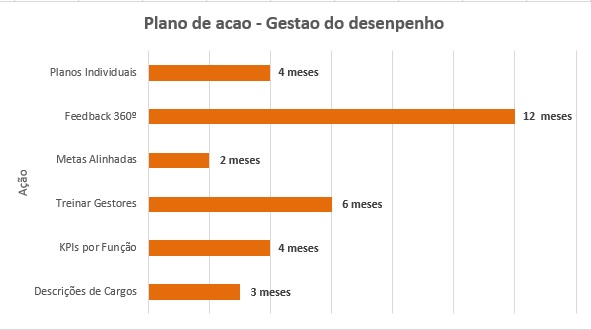 Plano de acao - Gestao do desenpenho
Planos Individuais 4 meses
Feedback 360º 12 meses
Metas Alinhadas 2 meses
Ação
Treinar Gestores 6 meses
KPIs por Função 4 meses
Descrições de Cargos 3 meses